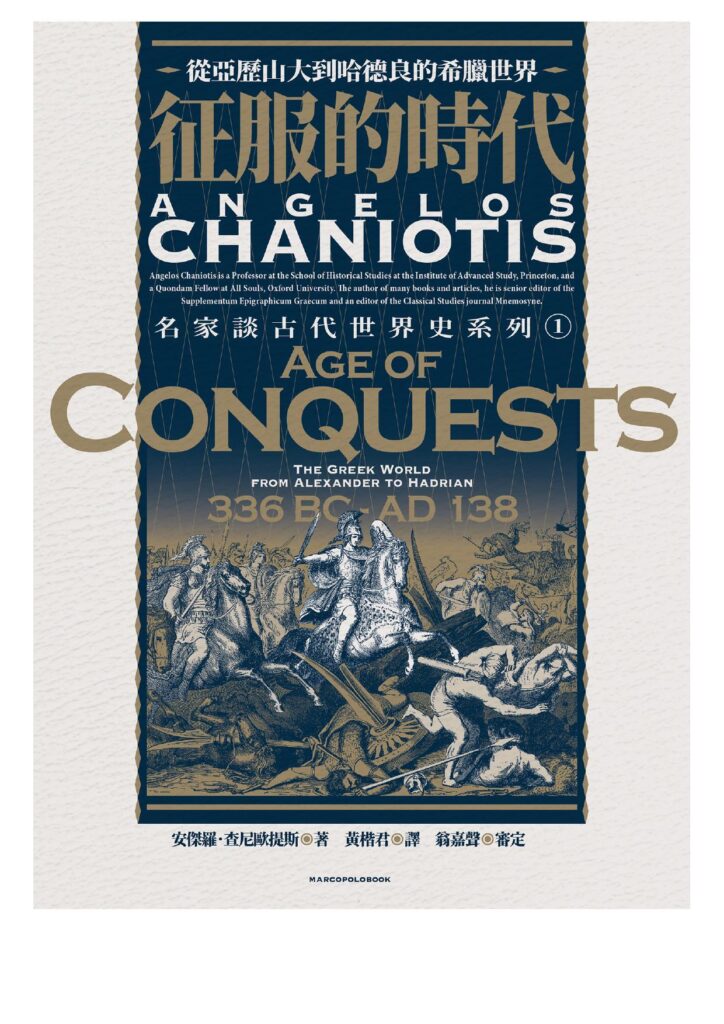 從亞歷山大到哈德良的希臘世界
征服的時代
ANGELOS
CHANIOTIS
Angelos Chaniotis is a Professor at the School of Historical Studies at the Institute of Advanced Study, Princeton, and
a Quondam Fellow at All Souls, Oxford University. The author of many books and articles, he is senior editor of the
Supplementum Epigraphicum Graecum and an editor of the Classical Studies journal Mnemosyne.
名家談古代世界史系列①
AGE OF
CONQUESTS
THE GREEK WORLD
FROM ALEXANDER TO HADRIAN
336 BC - AD 138
安傑羅·查尼歐提斯◉著 黃楷君◉譯 翁嘉聲◉審定
MARCOPOLOBOOK